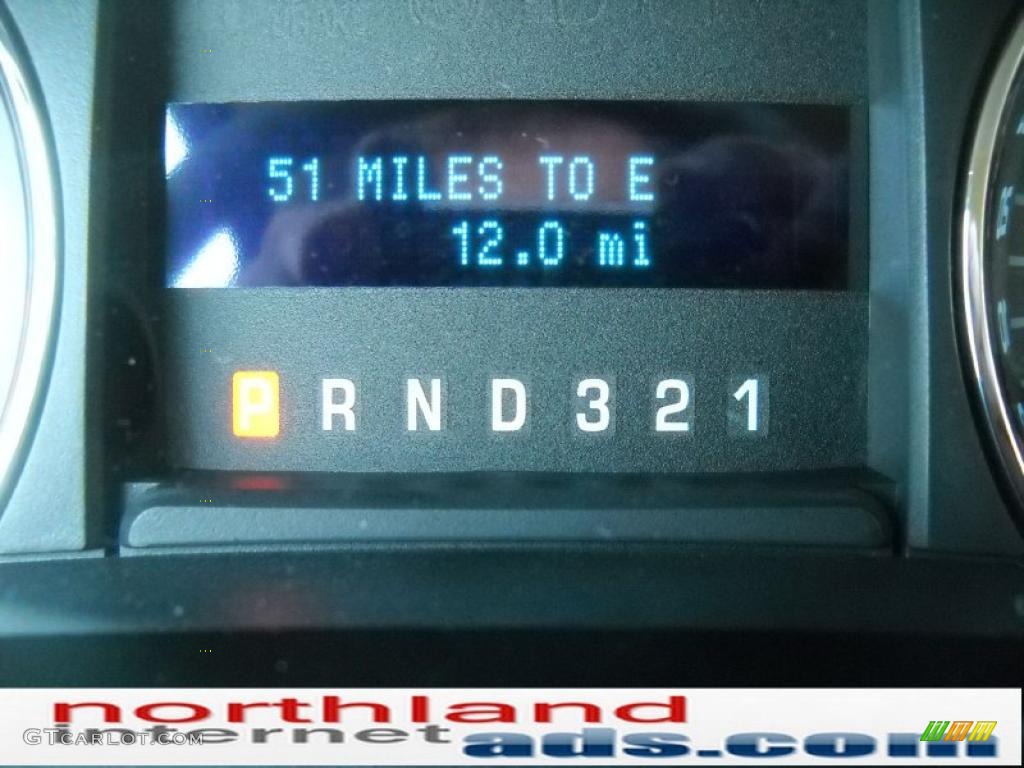 51 MILES TO E
12.0 mi
P R N D 3 2 1
northland
internet
ads.com
GTCARLOT.COM